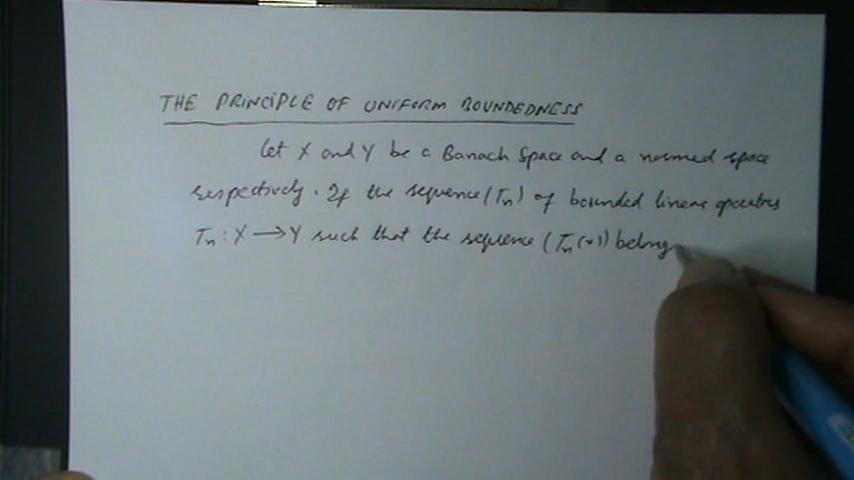 THE PRINCIPLE OF UNIFORM BOUNDEDNESS
Let X and Y be a Banach Space and a normed space
respectively. If the sequence (Tn) of bounded linear operators
Tn : X → Y such that the sequence (Tn(x)) belong